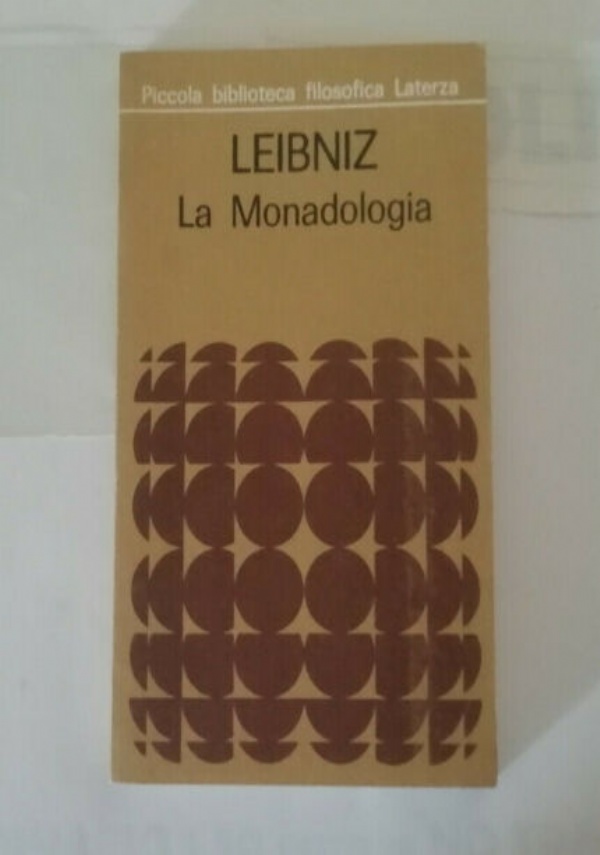 Piccola biblioteca filosofica Laterza
LEIBNIZ
La Monadologia